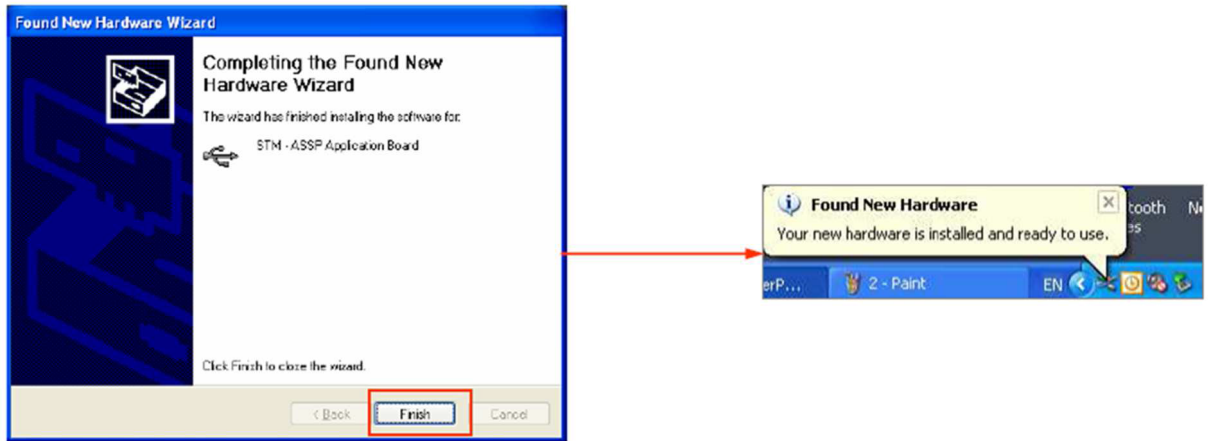 Found New Hardware Wizard
Completing the Found New
Hardware Wizard
The wizard has finished installing the software for:
STM - ASSP Application Board
Click Finish to close the wizard.
< Back
Finish
Cancel
Found New Hardware
Your new hardware is installed and ready to use.
tooth
erP...
2 - Paint
EN